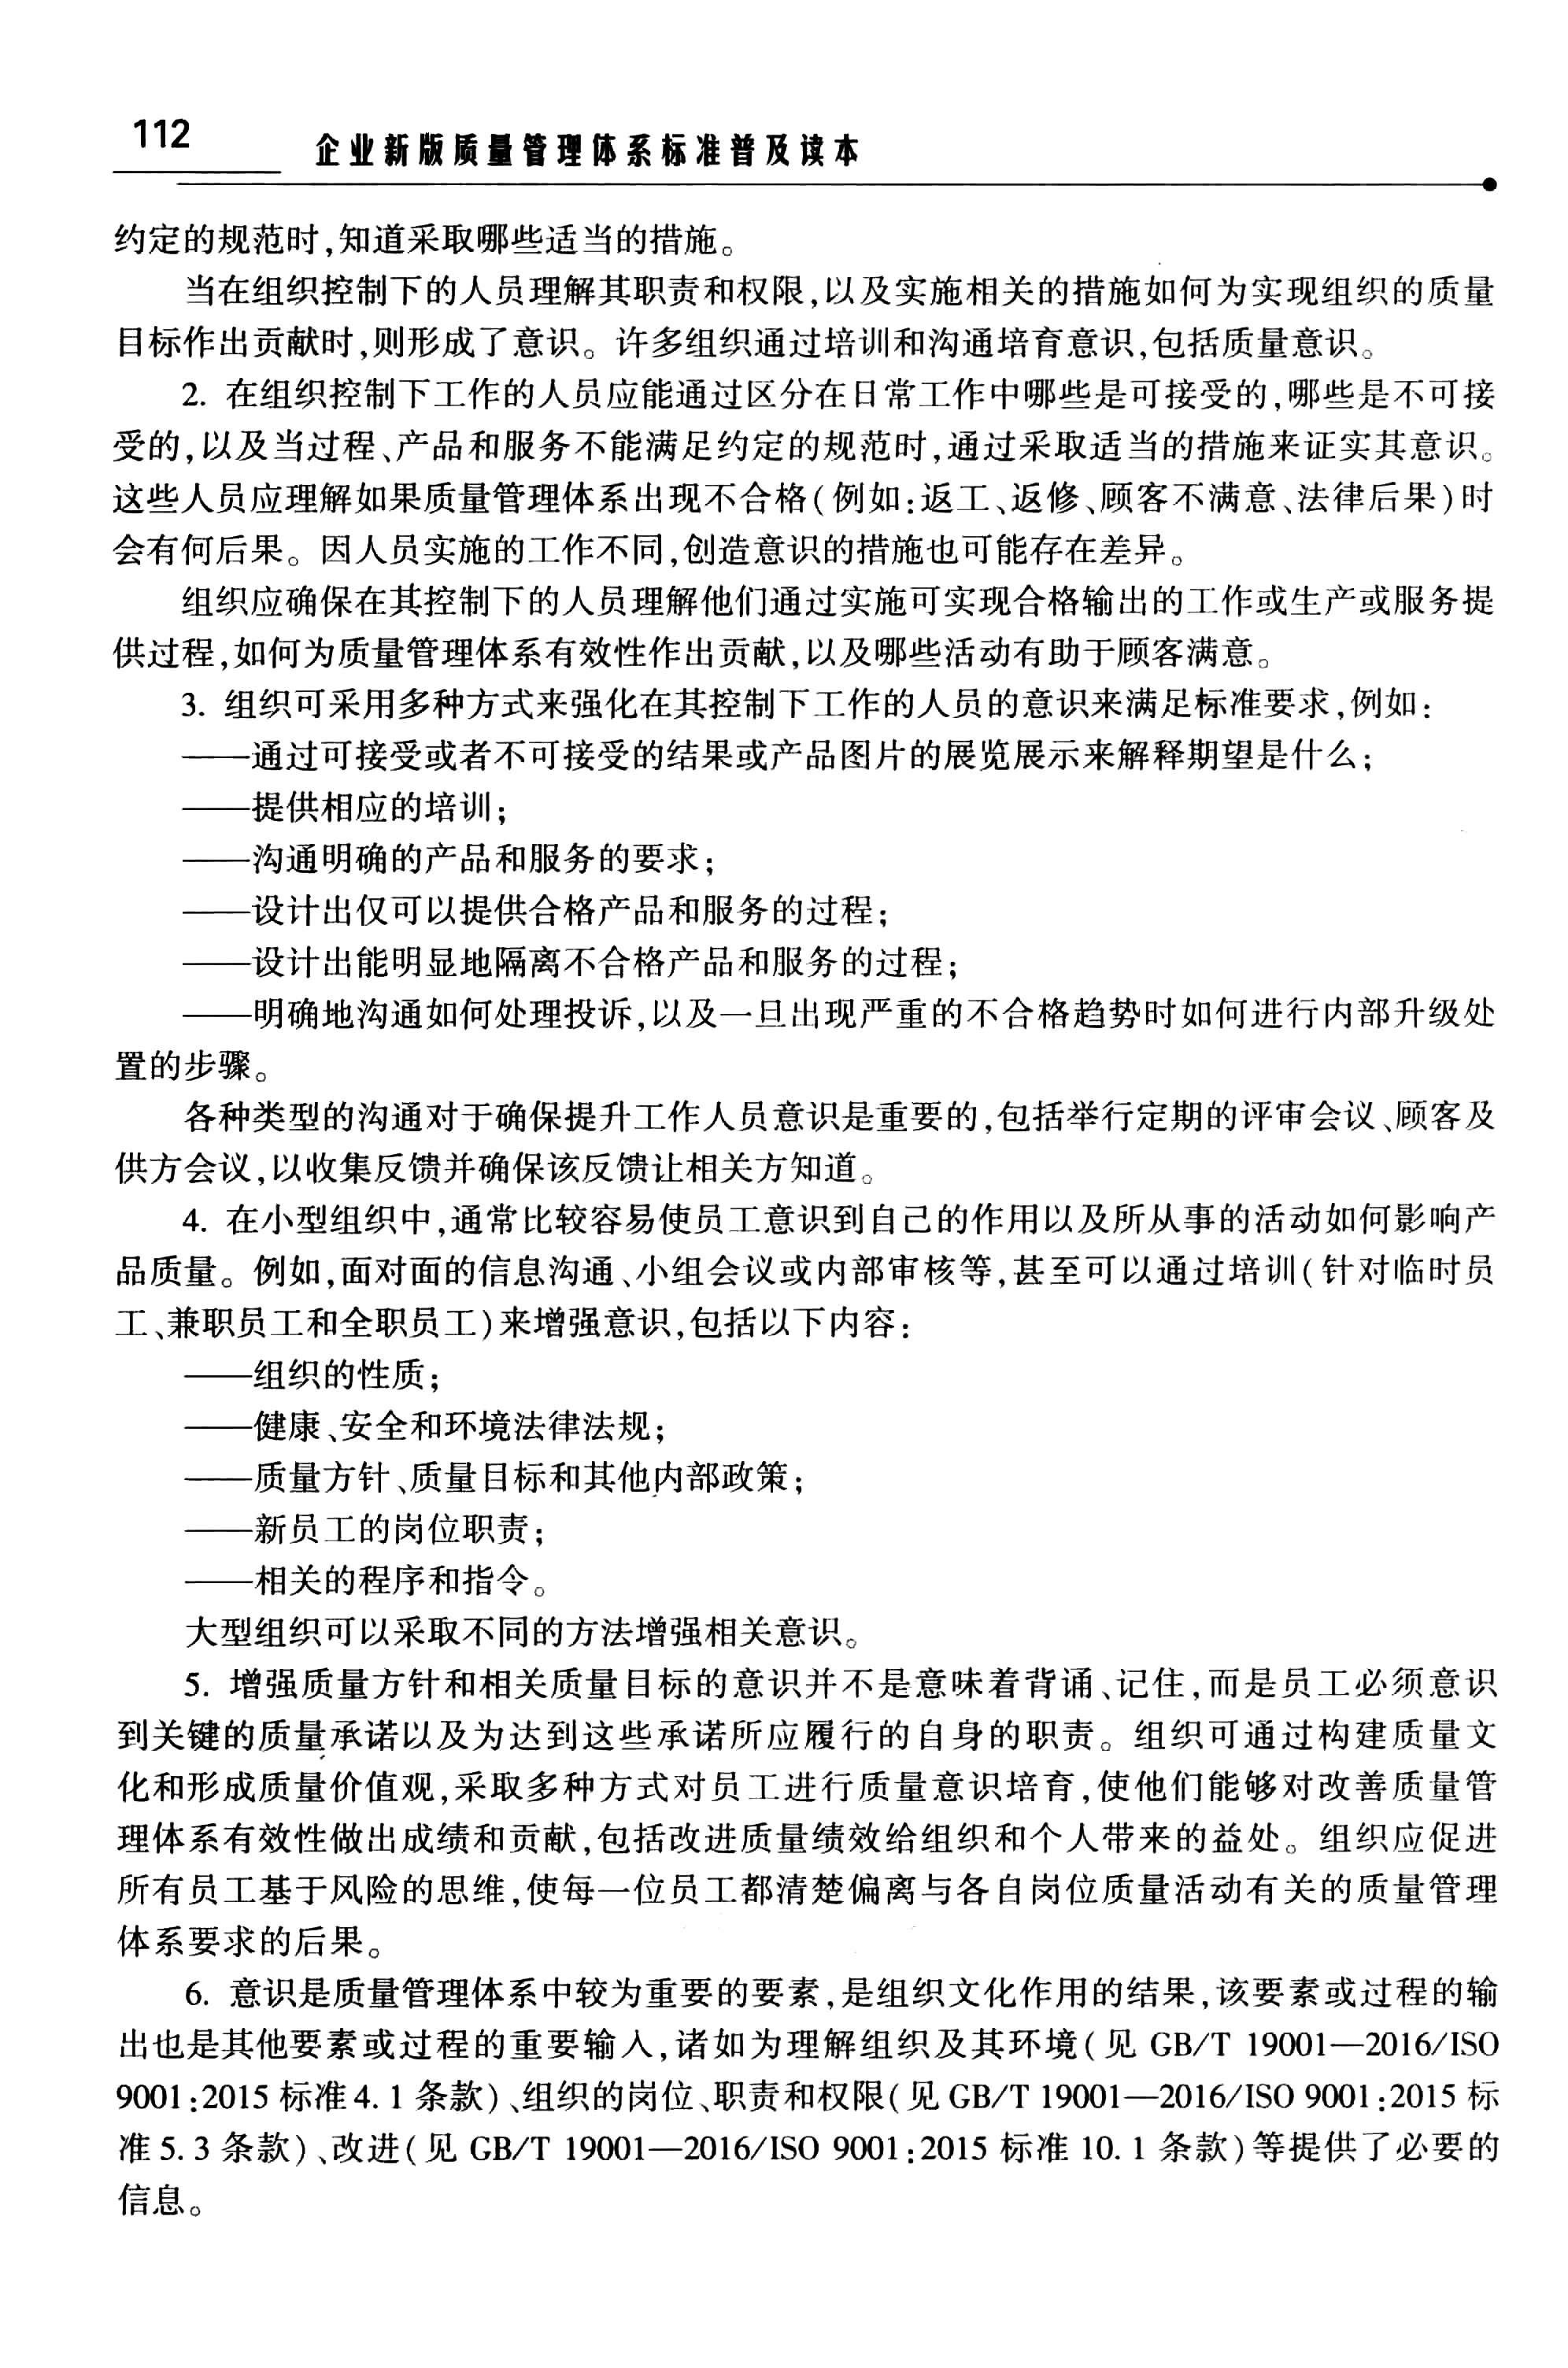 112
企业新版质量管理体系标准普及读本
约定的规范时,知道采取哪些适当的措施。
当在组织控制下的人员理解其职责和权限,以及实施相关的措施如何为实现组织的质量
目标作出贡献时,则形成了意识。许多组织通过培训和沟通培育意识,包括质量意识。
2. 在组织控制下工作的人员应能通过区分在日常工作中哪些是可接受的,哪些是不可接
受的,以及当过程、产品和服务不能满足约定的规范时,通过采取适当的措施来证实其意识。
这些人员应理解如果质量管理体系出现不合格(例如:返工、返修、顾客不满意、法律后果)时
会有何后果。因人员实施的工作不同,创造意识的措施也可能存在差异。
组织应确保在其控制下的人员理解他们通过实施可实现合格输出的工作或生产或服务提
供过程,如何为质量管理体系有效性作出贡献,以及哪些活动有助于顾客满意。
3. 组织可采用多种方式来强化在其控制下工作的人员的意识来满足标准要求,例如:
——通过可接受或者不可接受的结果或产品图片的展览展示来解释期望是什么;
——提供相应的培训;
——沟通明确的产品和服务的要求;
——设计出仅可以提供合格产品和服务的过程;
——设计出能明显地隔离不合格产品和服务的过程;
——明确地沟通如何处理投诉,以及一旦出现严重的不合格趋势时如何进行内部升级处
置的步骤。
各种类型的沟通对于确保提升工作人员意识是重要的,包括举行定期的评审会议、顾客及
供方会议,以收集反馈并确保该反馈让相关方知道。
4. 在小型组织中,通常比较容易使员工意识到自己的作用以及所从事的活动如何影响产
品质量。例如,面对面的信息沟通、小组会议或内部审核等,甚至可以通过培训(针对临时员
工、兼职员工和全职员工)来增强意识,包括以下内容:
——组织的性质;
——健康、安全和环境法律法规;
——质量方针、质量目标和其他内部政策;
——新员工的岗位职责;
——相关的程序和指令。
大型组织可以采取不同的方法增强相关意识。
5. 增强质量方针和相关质量目标的意识并不是意味着背诵、记住,而是员工必须意识
到关键的质量承诺以及为达到这些承诺所应履行的自身的职责。组织可通过构建质量文
化和形成质量价值观,采取多种方式对员工进行质量意识培育,使他们能够对改善质量管
理体系有效性做出成绩和贡献,包括改进质量绩效给组织和个人带来的益处。组织应促进
所有员工基于风险的思维,使每一位员工都清楚偏离与各自岗位质量活动有关的质量管理
体系要求的后果。
6. 意识是质量管理体系中较为重要的要素,是组织文化作用的结果,该要素或过程的输
出也是其他要素或过程的重要输入,诸如为理解组织及其环境(见 GB/T 19001—2016/ISO
9001:2015 标准4. 1 条款)、组织的岗位、职责和权限(见 GB/T 19001—2016/ISO 9001:2015 标
准 5. 3 条款)、改进(见 GB/T 19001—2016/ISO 9001:2015 标准 10. 1 条款)等提供了必要的
信息。